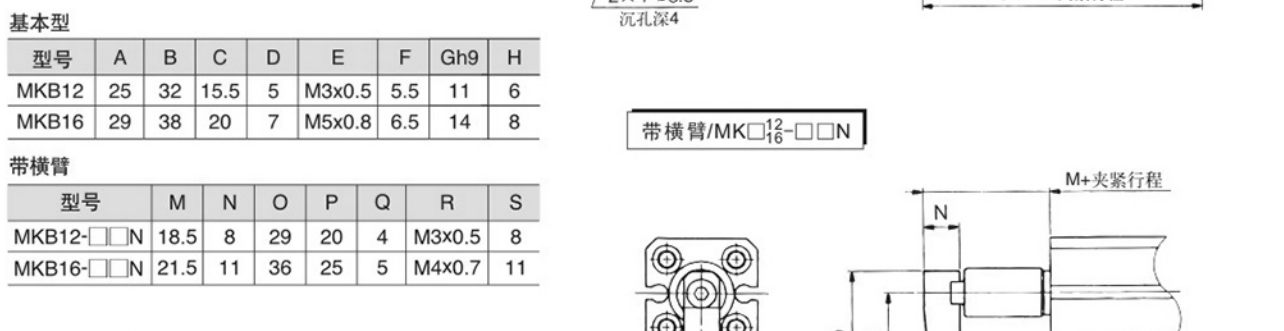 基本型
型号 A B C D E F Gh9 H
MKB12 25 32 15.5 5 M3x0.5 5.5 11 6
MKB16 29 38 20 7 M5x0.8 6.5 14 8
带横臂
型号 M N O P Q R S
MKB12-□□N 18.5 8 29 20 4 M3x0.5 8
MKB16-□□N 21.5 11 36 25 5 M4x0.7 11
沉孔深4
带横臂/MK□12/16-□□N
M+夹紧行程
N